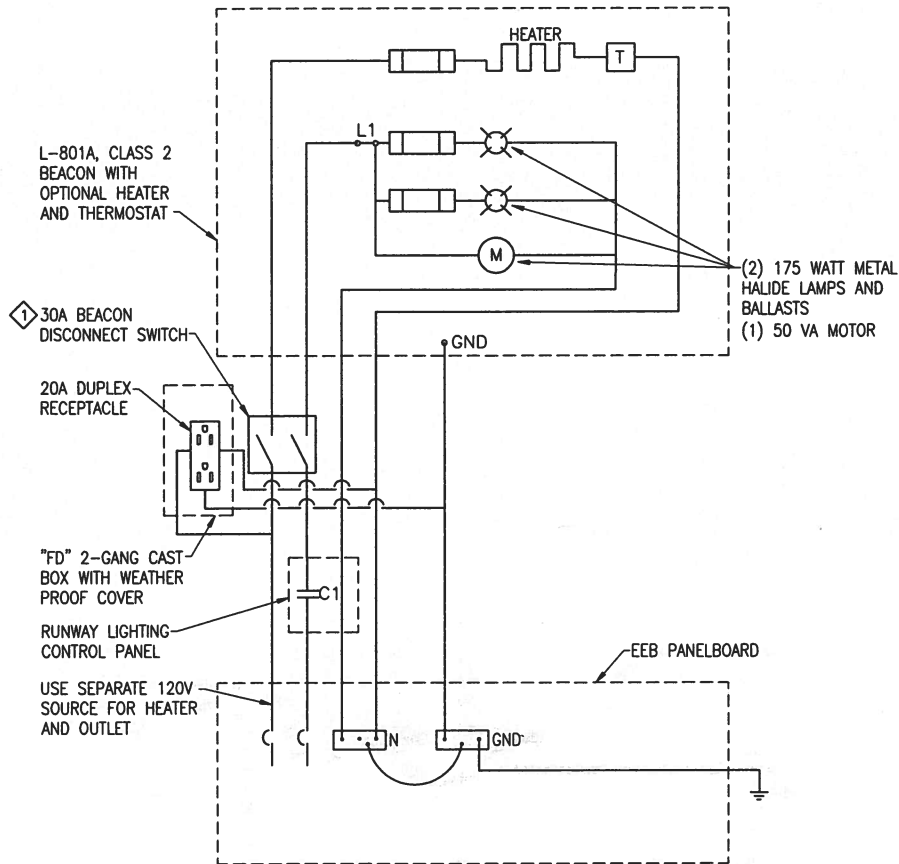 HEATER
T
L1
L-801A, CLASS 2
BEACON WITH
OPTIONAL HEATER
AND THERMOSTAT
M
(2) 175 WATT METAL
HALIDE LAMPS AND
BALLASTS
(1) 50 VA MOTOR
1 30A BEACON
DISCONNECT SWITCH
GND
20A DUPLEX
RECEPTACLE
"FD" 2-GANG CAST
BOX WITH WEATHER
PROOF COVER
C1
RUNWAY LIGHTING
CONTROL PANEL
EEB PANELBOARD
USE SEPARATE 120V
SOURCE FOR HEATER
AND OUTLET
N
GND